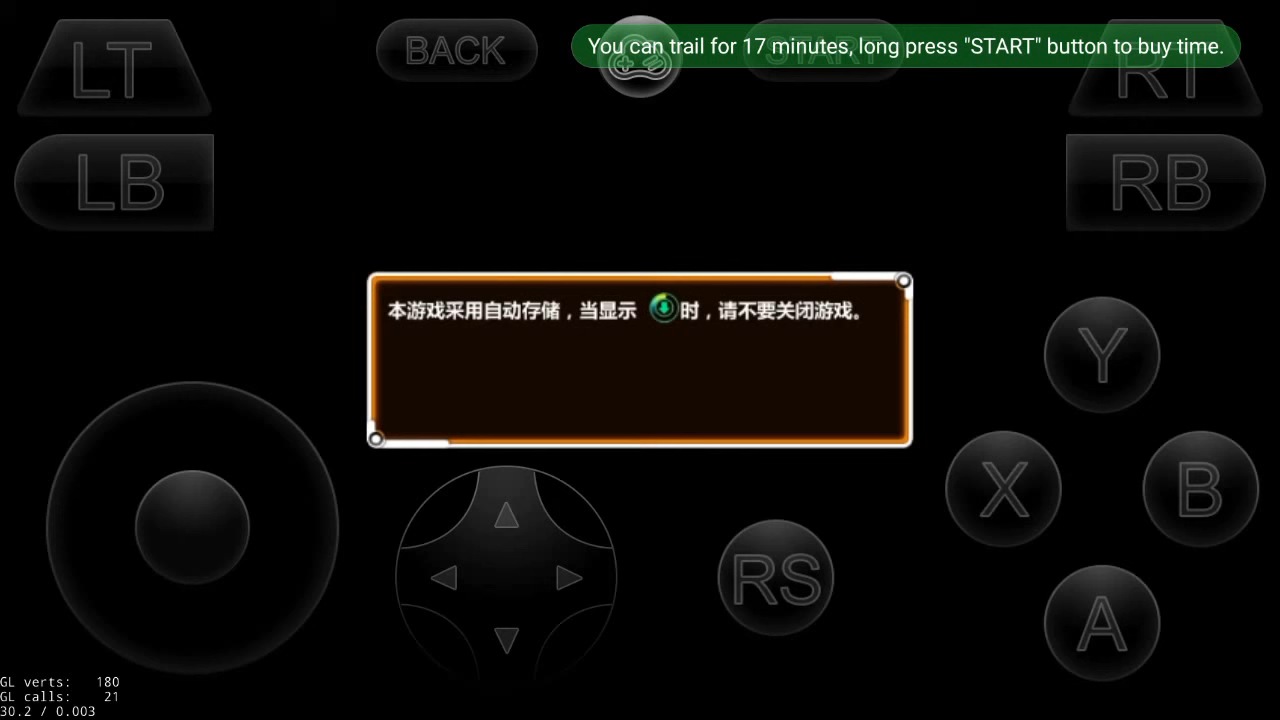 LT
BACK
START
You can trail for 17 minutes, long press "START" button to buy time.
RT
LB
RB
本游戏采用自动存储，当显示 时，请不要关闭游戏。
Y
X
B
RS
A
GL verts: 180
GL calls: 21
30.2 / 0.003